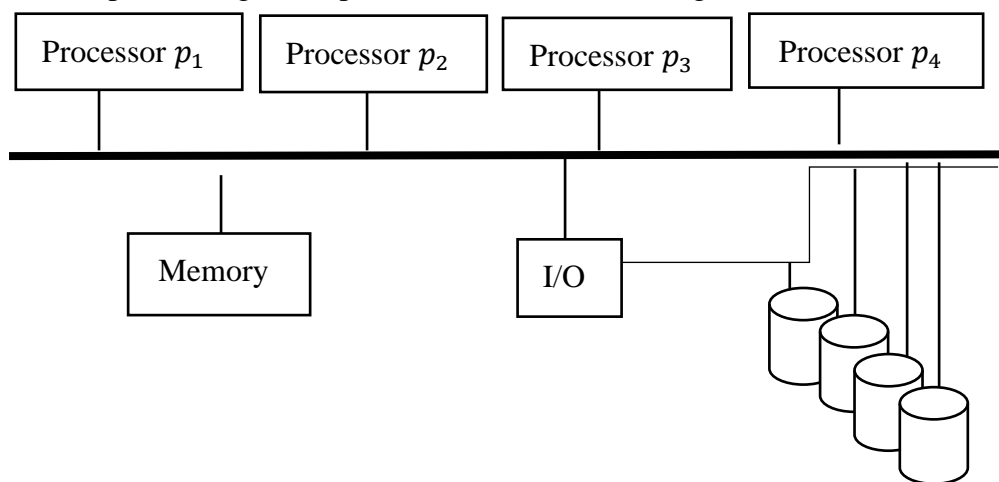 Processor p₁
Processor p₂
Processor p₃
Processor p₄
Memory
I/O